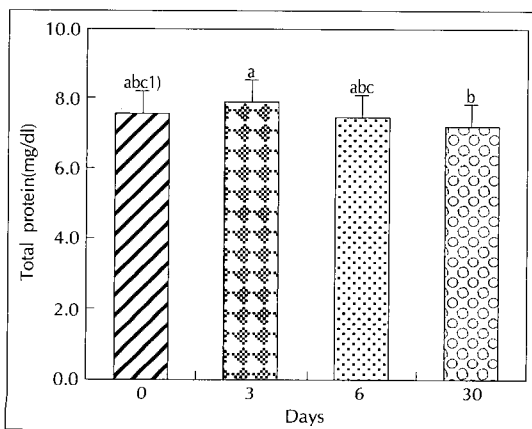 10.0
8.0
6.0
4.0
2.0
0.0
Total protein(mg/dl)
abc1)
a
abc
b
0 3 6 30
Days